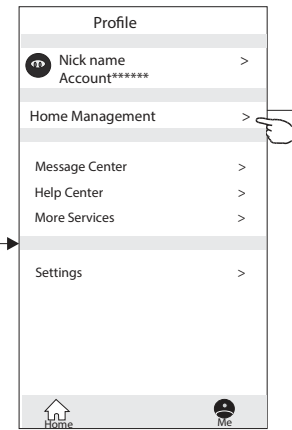 Profile
Nick name >
Account******
Home Management >
Message Center >
Help Center >
More Services >
Settings >
Home Me